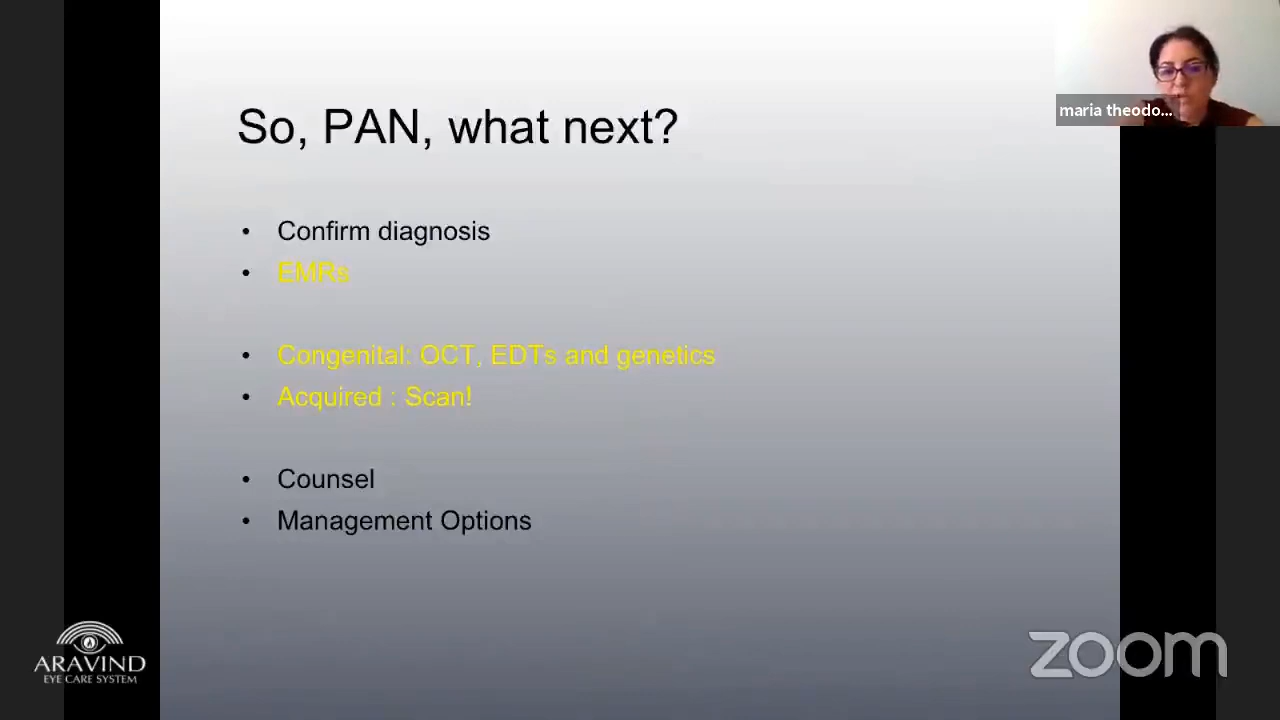 maria theodo...
So, PAN, what next?
• Confirm diagnosis
• EMRs
• Congenital: OCT, EDTs and genetics
• Acquired : Scan!
• Counsel
• Management Options
ARAVIND
EYE CARE SYSTEM
zoom